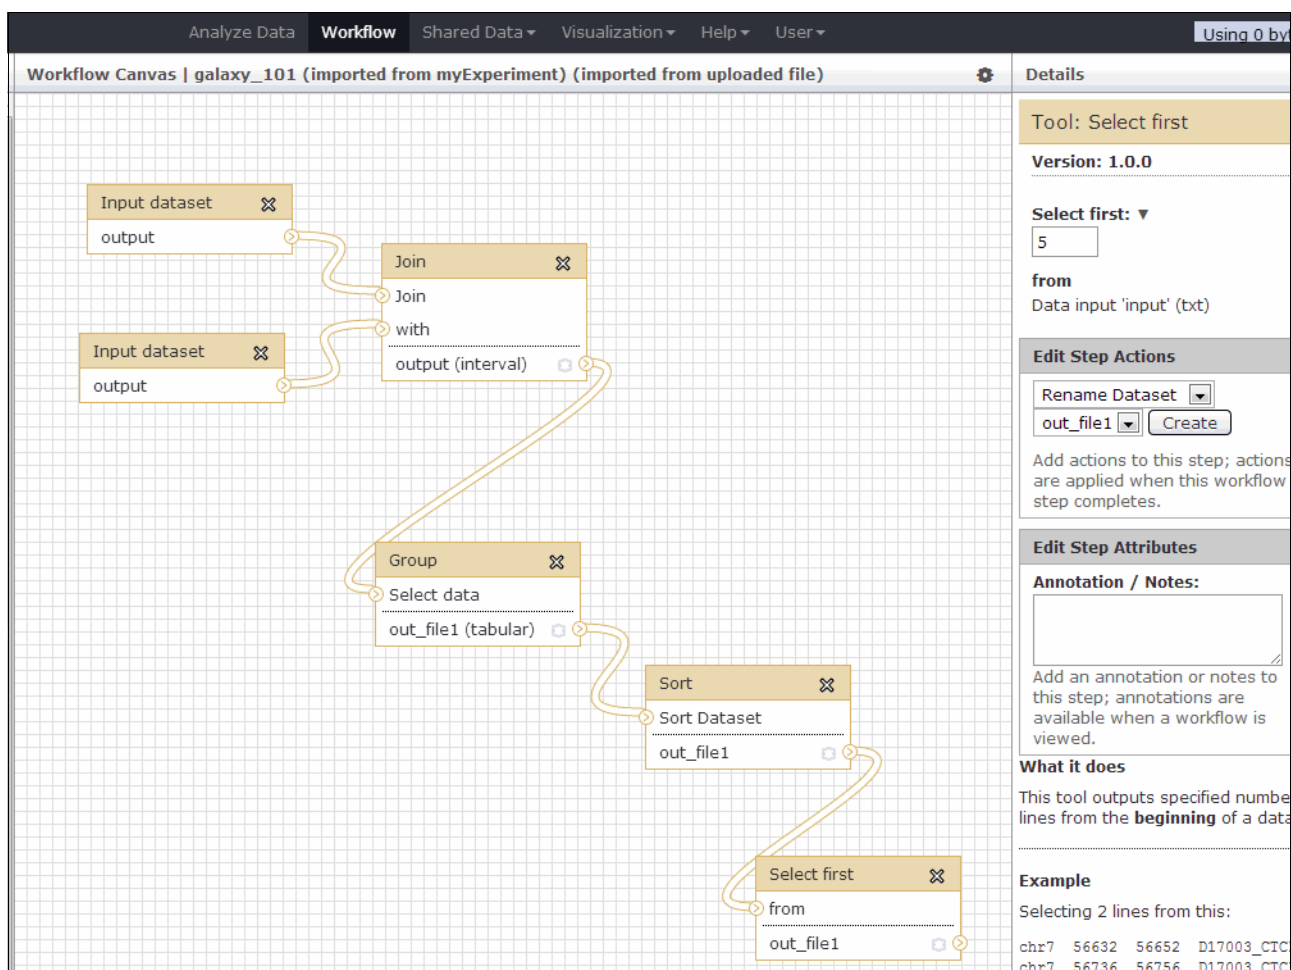 Analyze Data Workflow Shared Data Visualization Help User Using 0 by
Workflow Canvas | galaxy_101 (imported from myExperiment) (imported from uploaded file)
Details
Input dataset
output
Input dataset
output
Join
Join
with
output (interval)
Group
Select data
out_file1 (tabular)
Sort
Sort Dataset
out_file1
Select first
from
out_file1
Tool: Select first
Version: 1.0.0
Select first:
5
from
Data input 'input' (txt)
Edit Step Actions
Rename Dataset
out_file1 Create
Add actions to this step; actions
are applied when this workflow
step completes.
Edit Step Attributes
Annotation / Notes:
Add an annotation or notes to
this step; annotations are
available when a workflow is
viewed.
What it does
This tool outputs specified numbe
lines from the beginning of a data
Example
Selecting 2 lines from this:
chr7 56632 56652 D17003_CTC
chr7 56736 56756 D17003_CTC